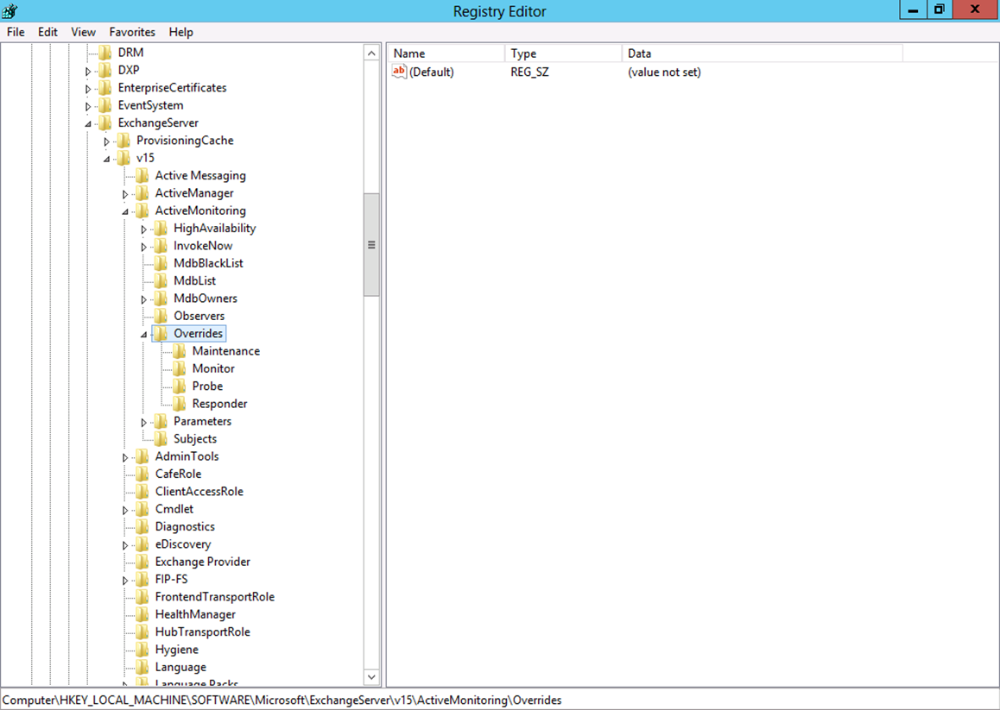 Registry Editor
File Edit View Favorites Help
DRM
DXP
EnterpriseCertificates
EventSystem
ExchangeServer
ProvisioningCache
v15
Active Messaging
ActiveManager
ActiveMonitoring
HighAvailability
InvokeNow
MdbBlackList
MdbList
MdbOwners
Observers
Overrides
Maintenance
Monitor
Probe
Responder
Parameters
Subjects
AdminTools
CafeRole
ClientAccessRole
Cmdlet
Diagnostics
eDiscovery
Exchange Provider
FIP-FS
FrontendTransportRole
HealthManager
HubTransportRole
Hygiene
Language
Language Packs
Name Type Data
ab (Default) REG_SZ (value not set)
Computer\HKEY_LOCAL_MACHINE\SOFTWARE\Microsoft\ExchangeServer\v15\ActiveMonitoring\Overrides